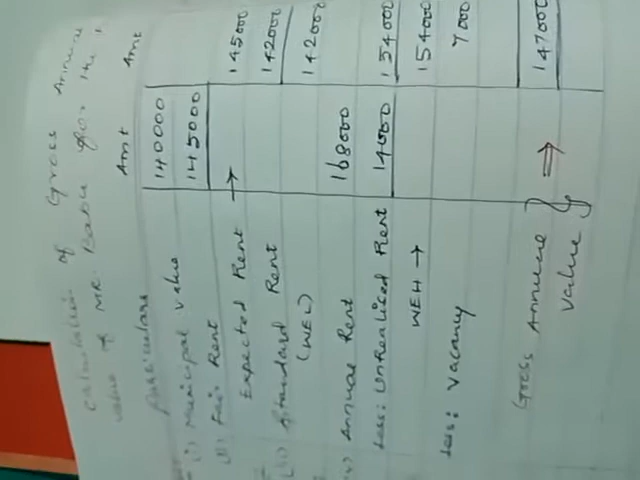 Calculation of Gross Annual
value of MR. Babu for the
Particulars Amt Amt
(i) Municipal value 140000
(ii) Fair Rent 145000
Expected Rent → 145000
(iii) Standard Rent 142000
(WEL) 142000
Annual Rent 168000
Less: Unrealised Rent 14000 154000
WEH → 154000
Less: Vacancy 7000
Gross Annual
Value ⇒ 147000